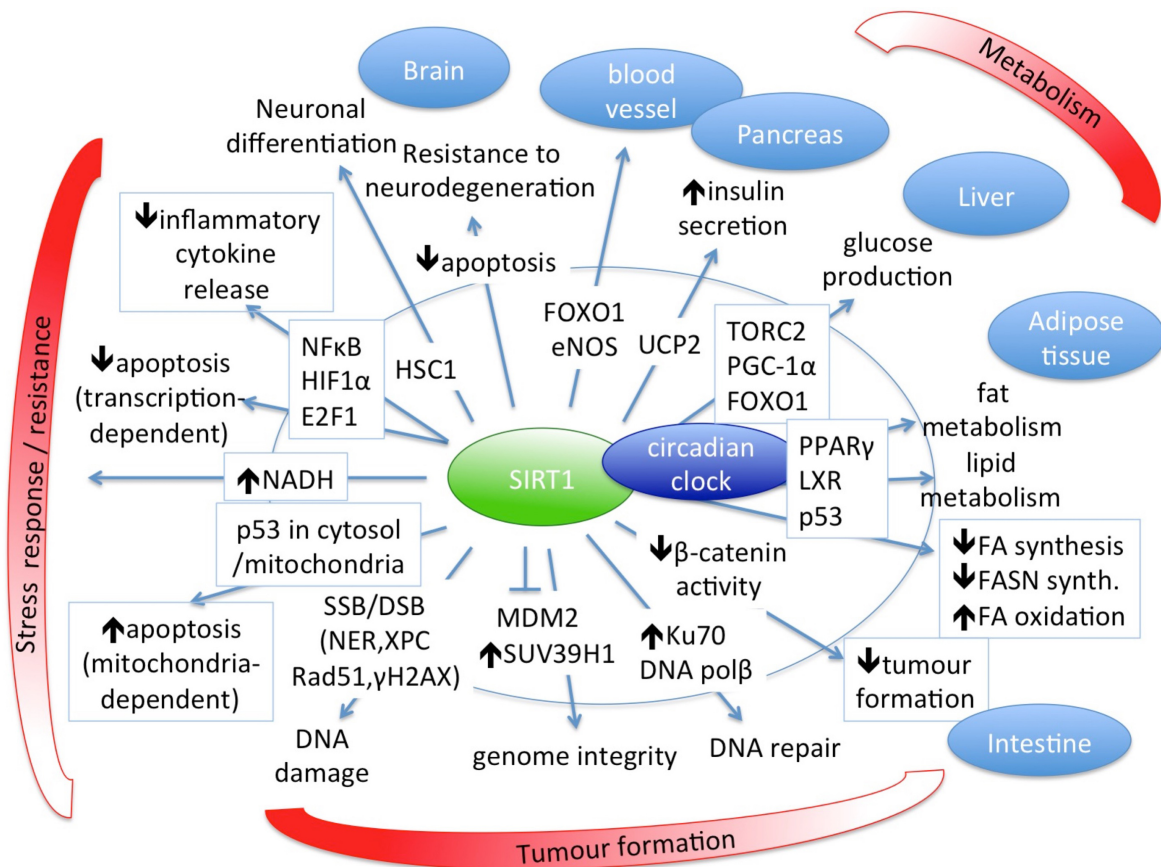 Brain
blood
vessel
Pancreas
Metabolism
Liver
Adipose
tissue
Neuronal
differentiation
Resistance to
neurodegeneration
↑insulin
secretion
glucose
production
↓inflammatory
cytokine
release
↓apoptosis
FOXO1
eNOS
UCP2
TORC2
PGC-1α
FOXO1
NFκB
HIF1α
E2F1
HSC1
↓apoptosis
(transcription-
dependent)
fat
metabolism
lipid
metabolism
PPARγ
LXR
p53
SIRT1
circadian
clock
↑NADH
p53 in cytosol
/mitochondria
↓β-catenin
activity
↓FA synthesis
↓FASN synth.
↑FA oxidation
↑apoptosis
(mitochondria-
dependent)
SSB/DSB
(NER,XPC
Rad51,γH2AX)
MDM2
↑SUV39H1
↑Ku70
DNA polβ
↓tumour
formation
DNA
damage
genome integrity
DNA repair
Intestine
Stress response / resistance
Tumour formation